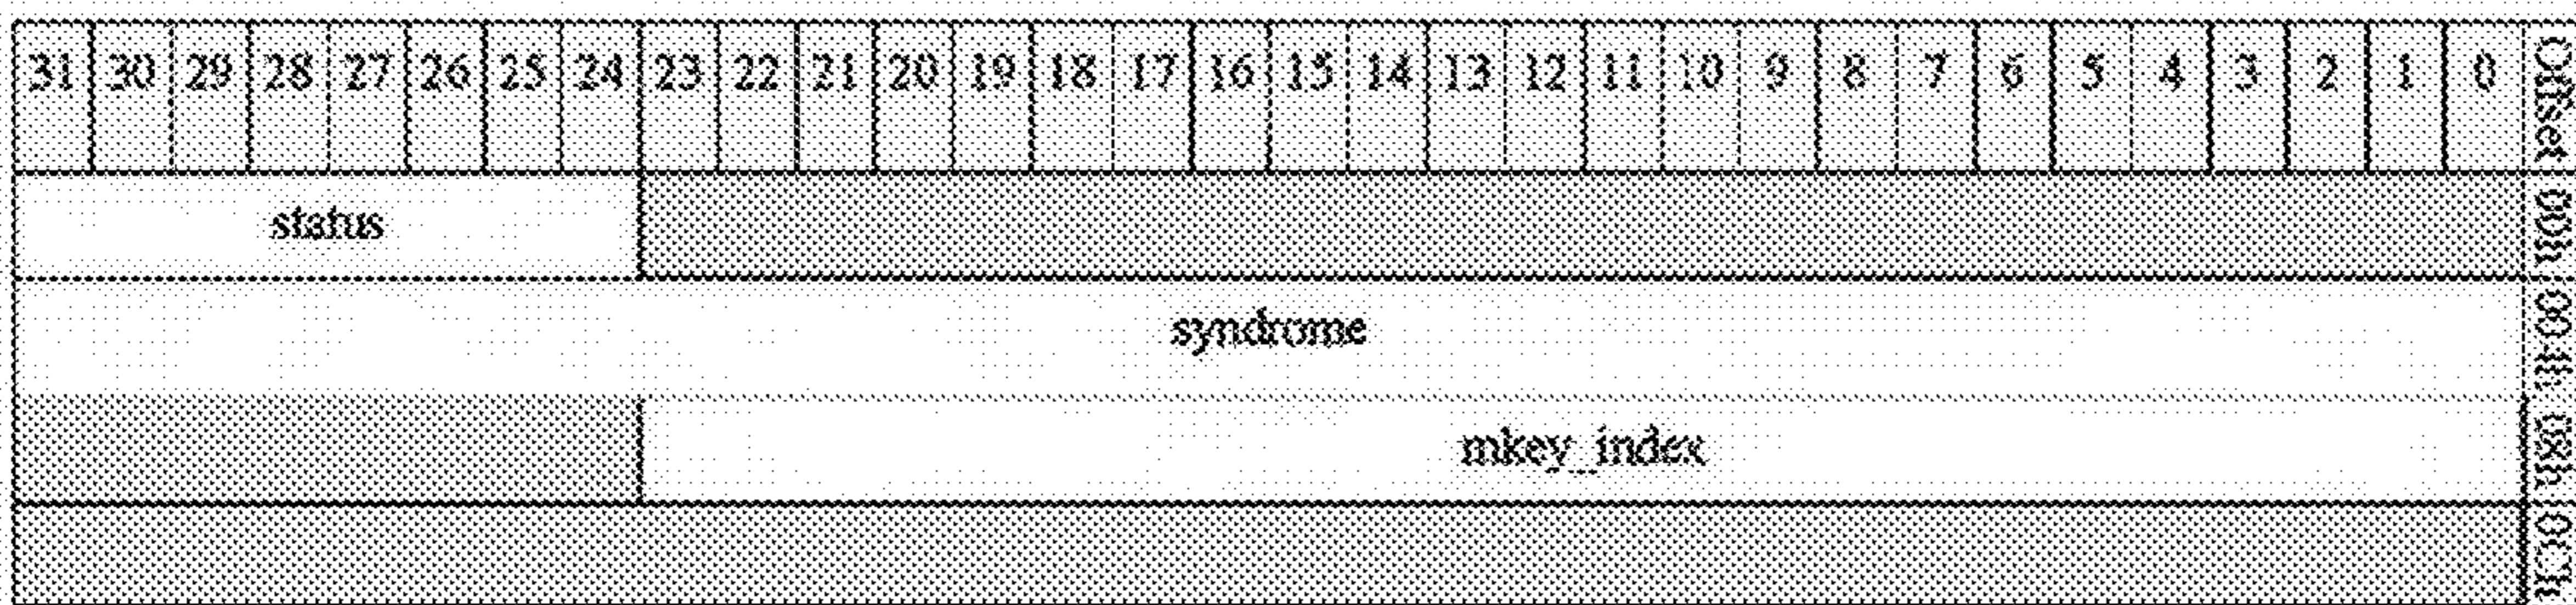 31 30 29 28 27 26 25 24 23 22 21 20 19 18 17 16 15 14 13 12 11 10 9 8 7 6 5 4 3 2 1 0 Offset
status 00h
syndrome 04h
mkey_index 08h
0Ch